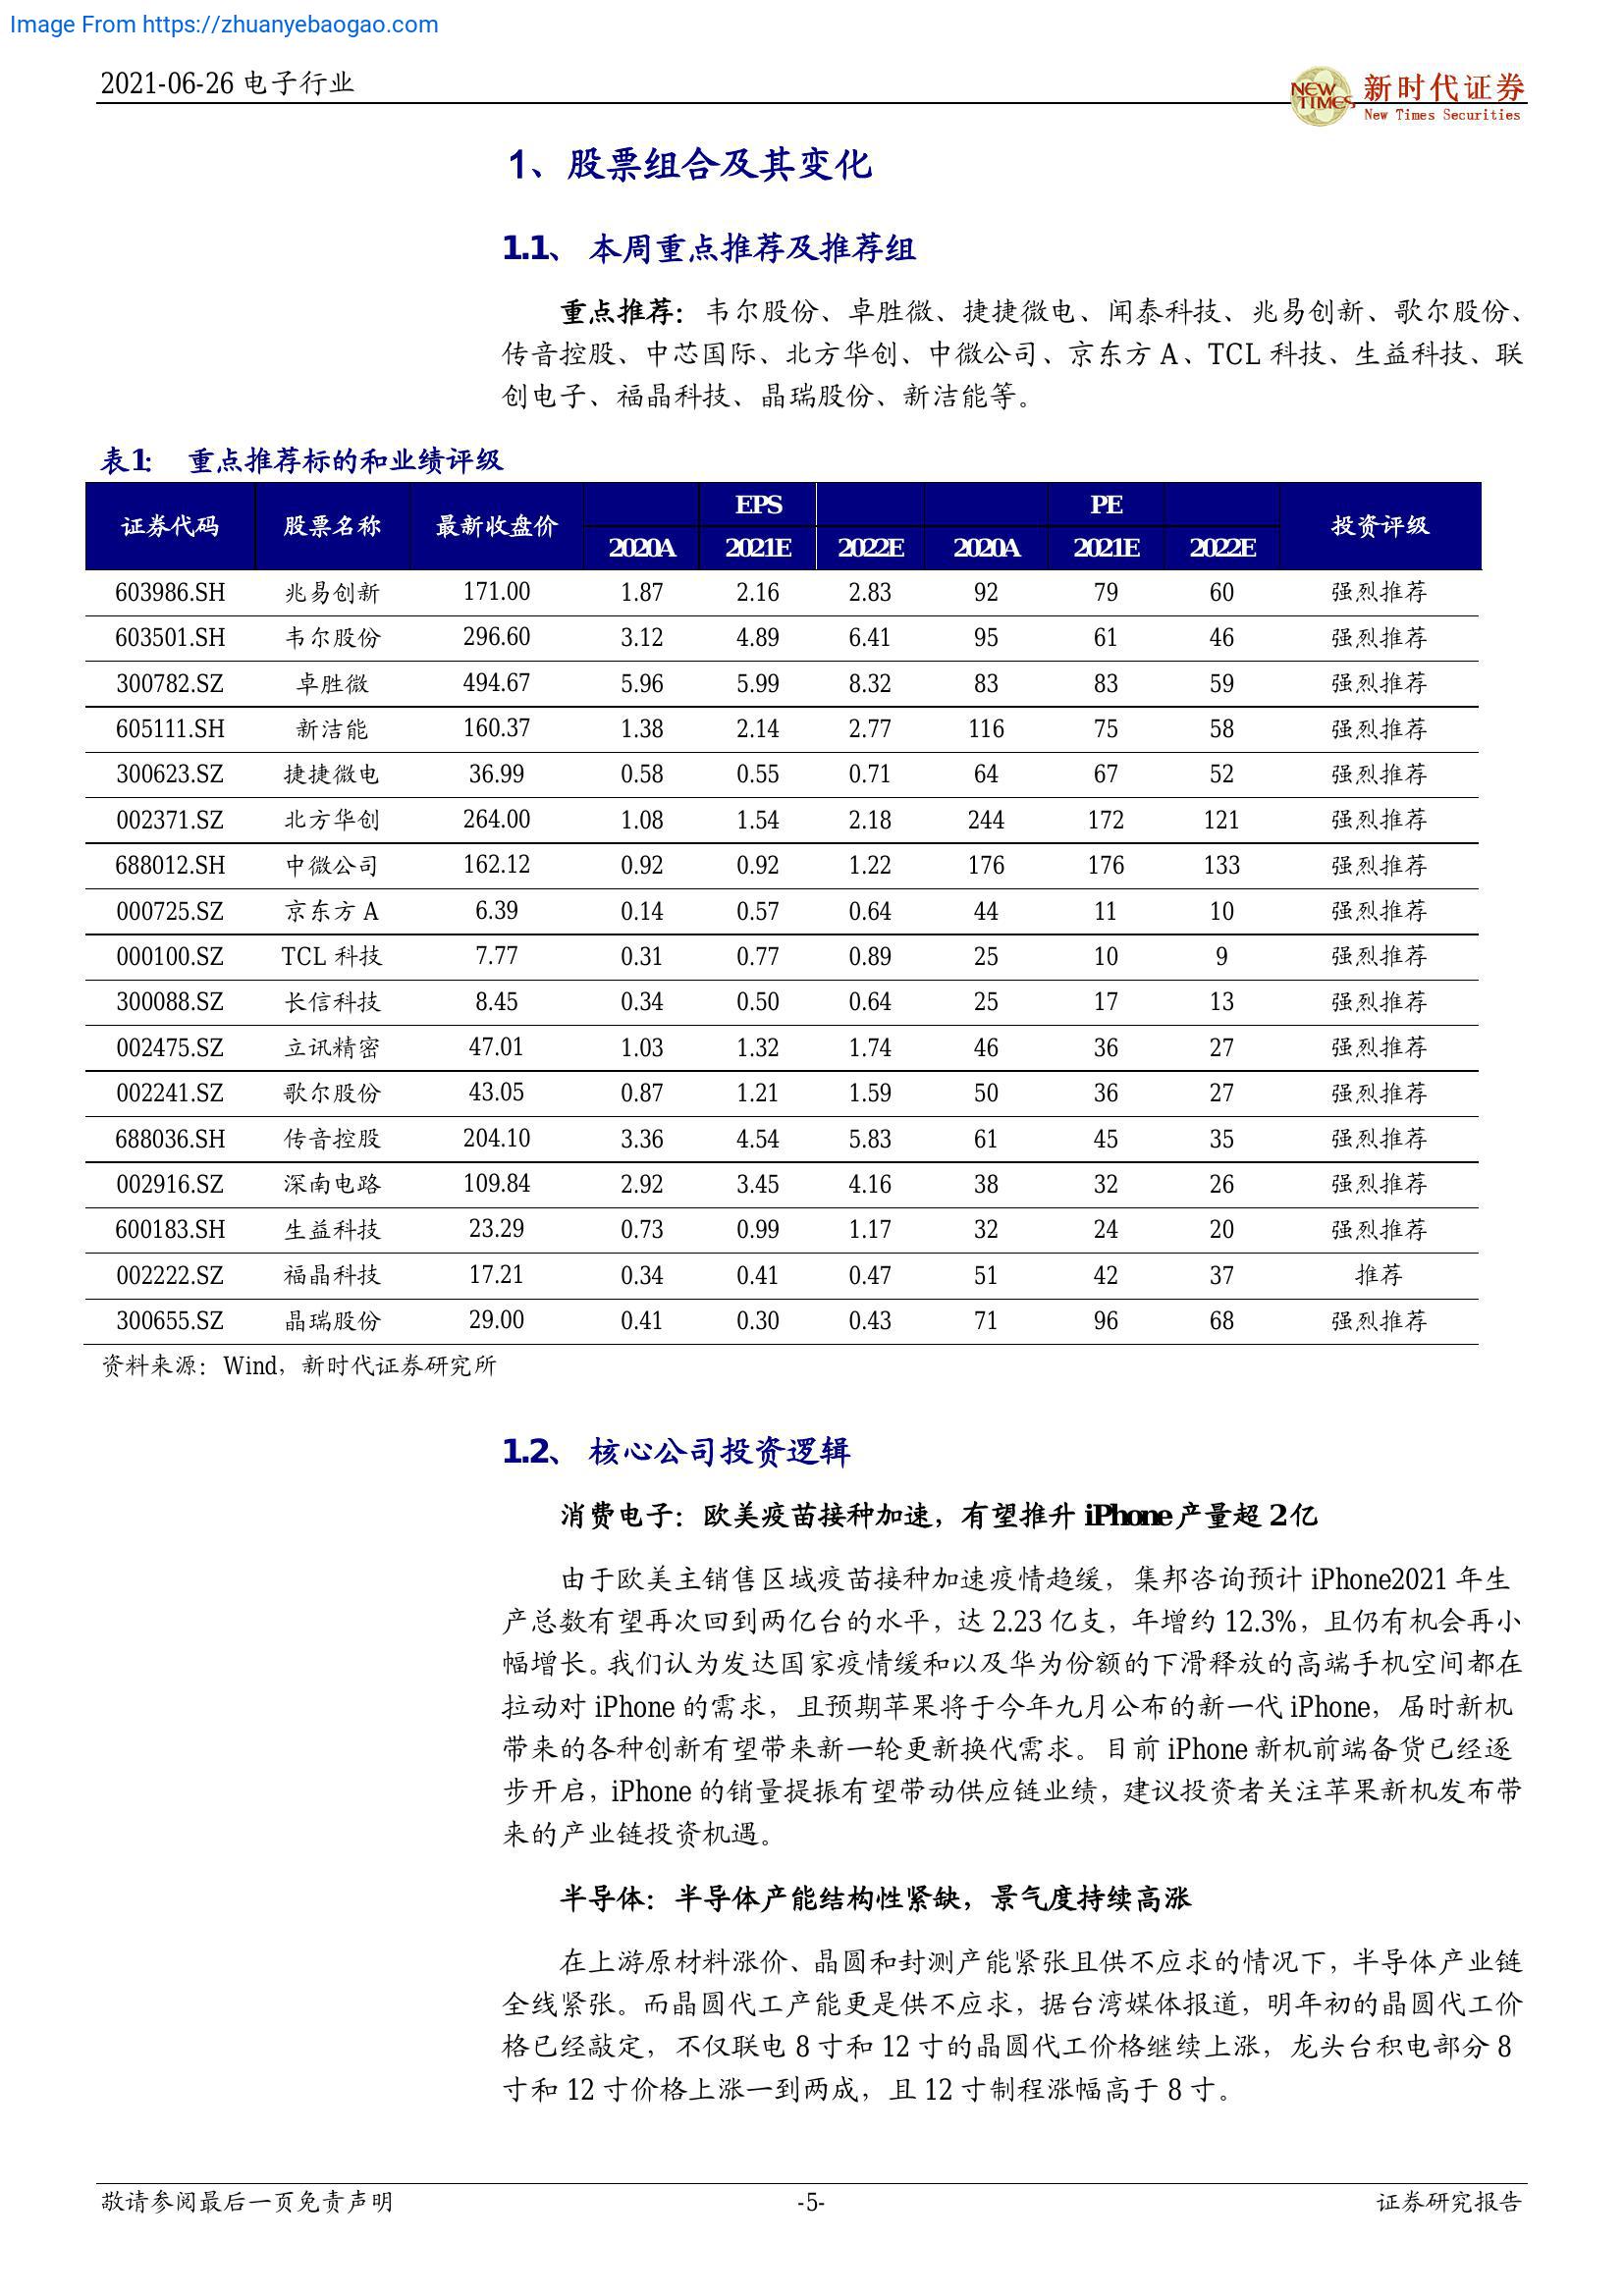 Image From https://zhuanyebaogao.com
2021-06-26 电子行业
NEW TIMES 新时代证券
New Times Securities
1、股票组合及其变化
1.1、 本周重点推荐及推荐组
重点推荐：韦尔股份、卓胜微、捷捷微电、闻泰科技、兆易创新、歌尔股份、
传音控股、中芯国际、北方华创、中微公司、京东方 A、TCL 科技、生益科技、联
创电子、福晶科技、晶瑞股份、新洁能等。
表1： 重点推荐标的和业绩评级
证券代码 股票名称 最新收盘价 EPS PE 投资评级
2020A 2021E 2022E 2020A 2021E 2022E
603986.SH 兆易创新 171.00 1.87 2.16 2.83 92 79 60 强烈推荐
603501.SH 韦尔股份 296.60 3.12 4.89 6.41 95 61 46 强烈推荐
300782.SZ 卓胜微 494.67 5.96 5.99 8.32 83 83 59 强烈推荐
605111.SH 新洁能 160.37 1.38 2.14 2.77 116 75 58 强烈推荐
300623.SZ 捷捷微电 36.99 0.58 0.55 0.71 64 67 52 强烈推荐
002371.SZ 北方华创 264.00 1.08 1.54 2.18 244 172 121 强烈推荐
688012.SH 中微公司 162.12 0.92 0.92 1.22 176 176 133 强烈推荐
000725.SZ 京东方 A 6.39 0.14 0.57 0.64 44 11 10 强烈推荐
000100.SZ TCL 科技 7.77 0.31 0.77 0.89 25 10 9 强烈推荐
300088.SZ 长信科技 8.45 0.34 0.50 0.64 25 17 13 强烈推荐
002475.SZ 立讯精密 47.01 1.03 1.32 1.74 46 36 27 强烈推荐
002241.SZ 歌尔股份 43.05 0.87 1.21 1.59 50 36 27 强烈推荐
688036.SH 传音控股 204.10 3.36 4.54 5.83 61 45 35 强烈推荐
002916.SZ 深南电路 109.84 2.92 3.45 4.16 38 32 26 强烈推荐
600183.SH 生益科技 23.29 0.73 0.99 1.17 32 24 20 强烈推荐
002222.SZ 福晶科技 17.21 0.34 0.41 0.47 51 42 37 推荐
300655.SZ 晶瑞股份 29.00 0.41 0.30 0.43 71 96 68 强烈推荐
资料来源：Wind，新时代证券研究所
1.2、 核心公司投资逻辑
消费电子：欧美疫苗接种加速，有望推升 iPhone 产量超 2 亿
由于欧美主销售区域疫苗接种加速疫情趋缓，集邦咨询预计 iPhone2021 年生
产总数有望再次回到两亿台的水平，达 2.23 亿支，年增约 12.3%，且仍有机会再小
幅增长。我们认为发达国家疫情缓和以及华为份额的下滑释放的高端手机空间都在
拉动对 iPhone 的需求，且预期苹果将于今年九月公布的新一代 iPhone，届时新机
带来的各种创新有望带来新一轮更新换代需求。目前 iPhone 新机前端备货已经逐
步开启，iPhone 的销量提振有望带动供应链业绩，建议投资者关注苹果新机发布带
来的产业链投资机遇。
半导体：半导体产能结构性紧缺，景气度持续高涨
在上游原材料涨价、晶圆和封测产能紧张且供不应求的情况下，半导体产业链
全线紧张。而晶圆代工产能更是供不应求，据台湾媒体报道，明年初的晶圆代工价
格已经敲定，不仅联电 8 寸和 12 寸的晶圆代工价格继续上涨，龙头台积电部分 8
寸和 12 寸价格上涨一到两成，且 12 寸制程涨幅高于 8 寸。
敬请参阅最后一页免责声明 -5- 证券研究报告